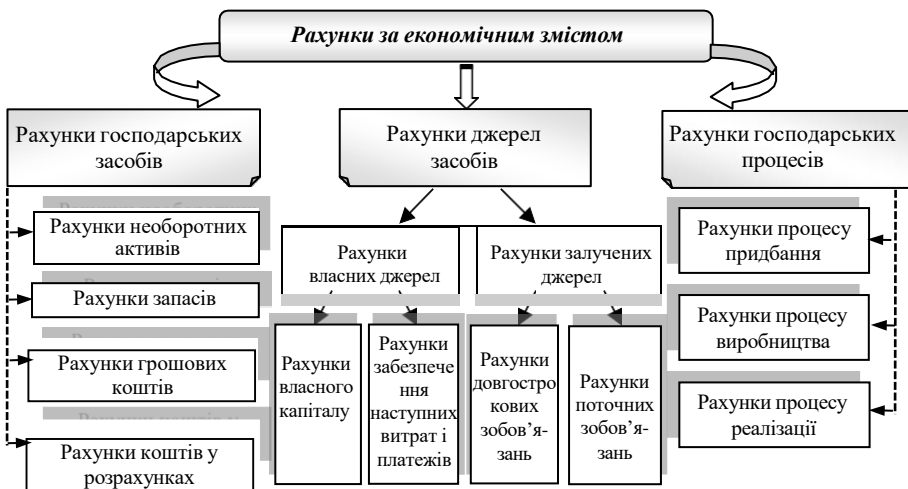 Рахунки за економічним змістом
Рахунки господарських
засобів
Рахунки джерел
засобів
Рахунки господарських
процесів
Рахунки необоротних
активів
Рахунки запасів
Рахунки грошових
коштів
Рахунки коштів у
розрахунках
Рахунки
власних джерел
Рахунки залучених
джерел
Рахунки
власного
капіталу
Рахунки
забезпече
ння
наступних
витрат і
платежів
Рахунки
довгостро
кових
зобов’я-
зань
Рахунки
поточних
зобов’я-
зань
Рахунки процесу
придбання
Рахунки процесу
виробництва
Рахунки процесу
реалізації